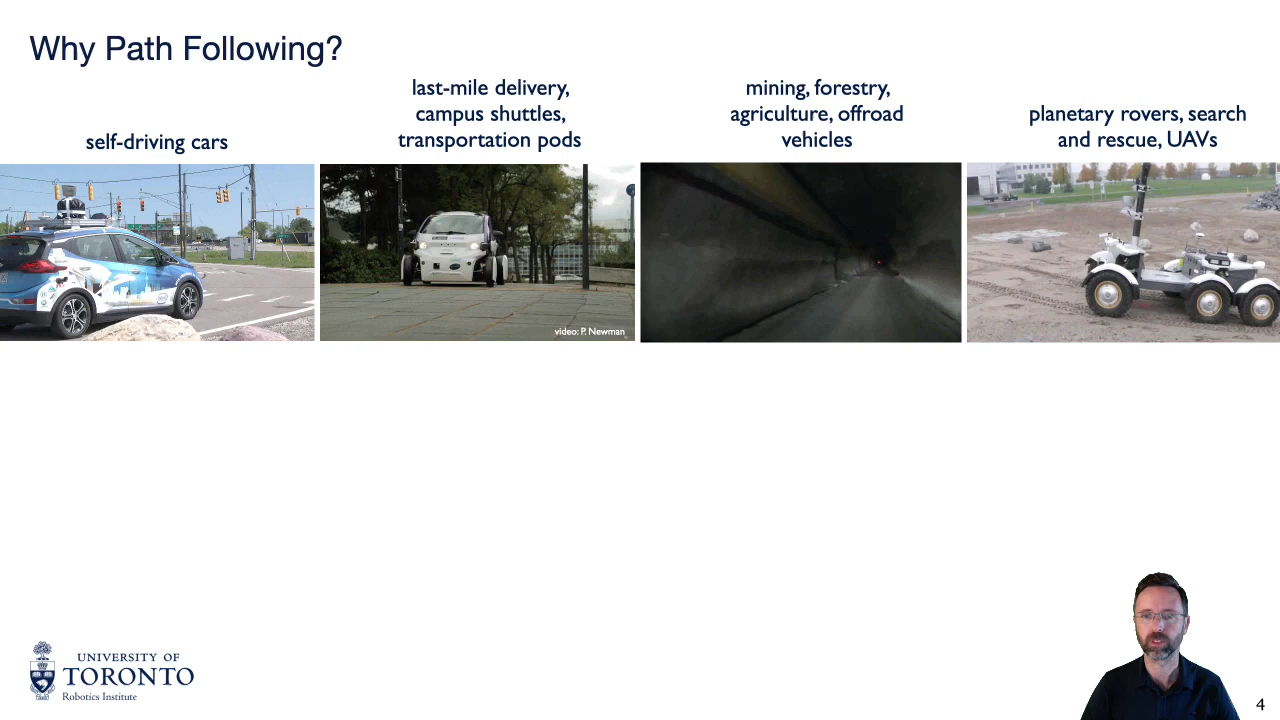 Why Path Following?
self-driving cars
last-mile delivery,
campus shuttles,
transportation pods
mining, forestry,
agriculture, offroad
vehicles
planetary rovers, search
and rescue, UAVs
video: P. Newman
UNIVERSITY OF
TORONTO
Robotics Institute
4